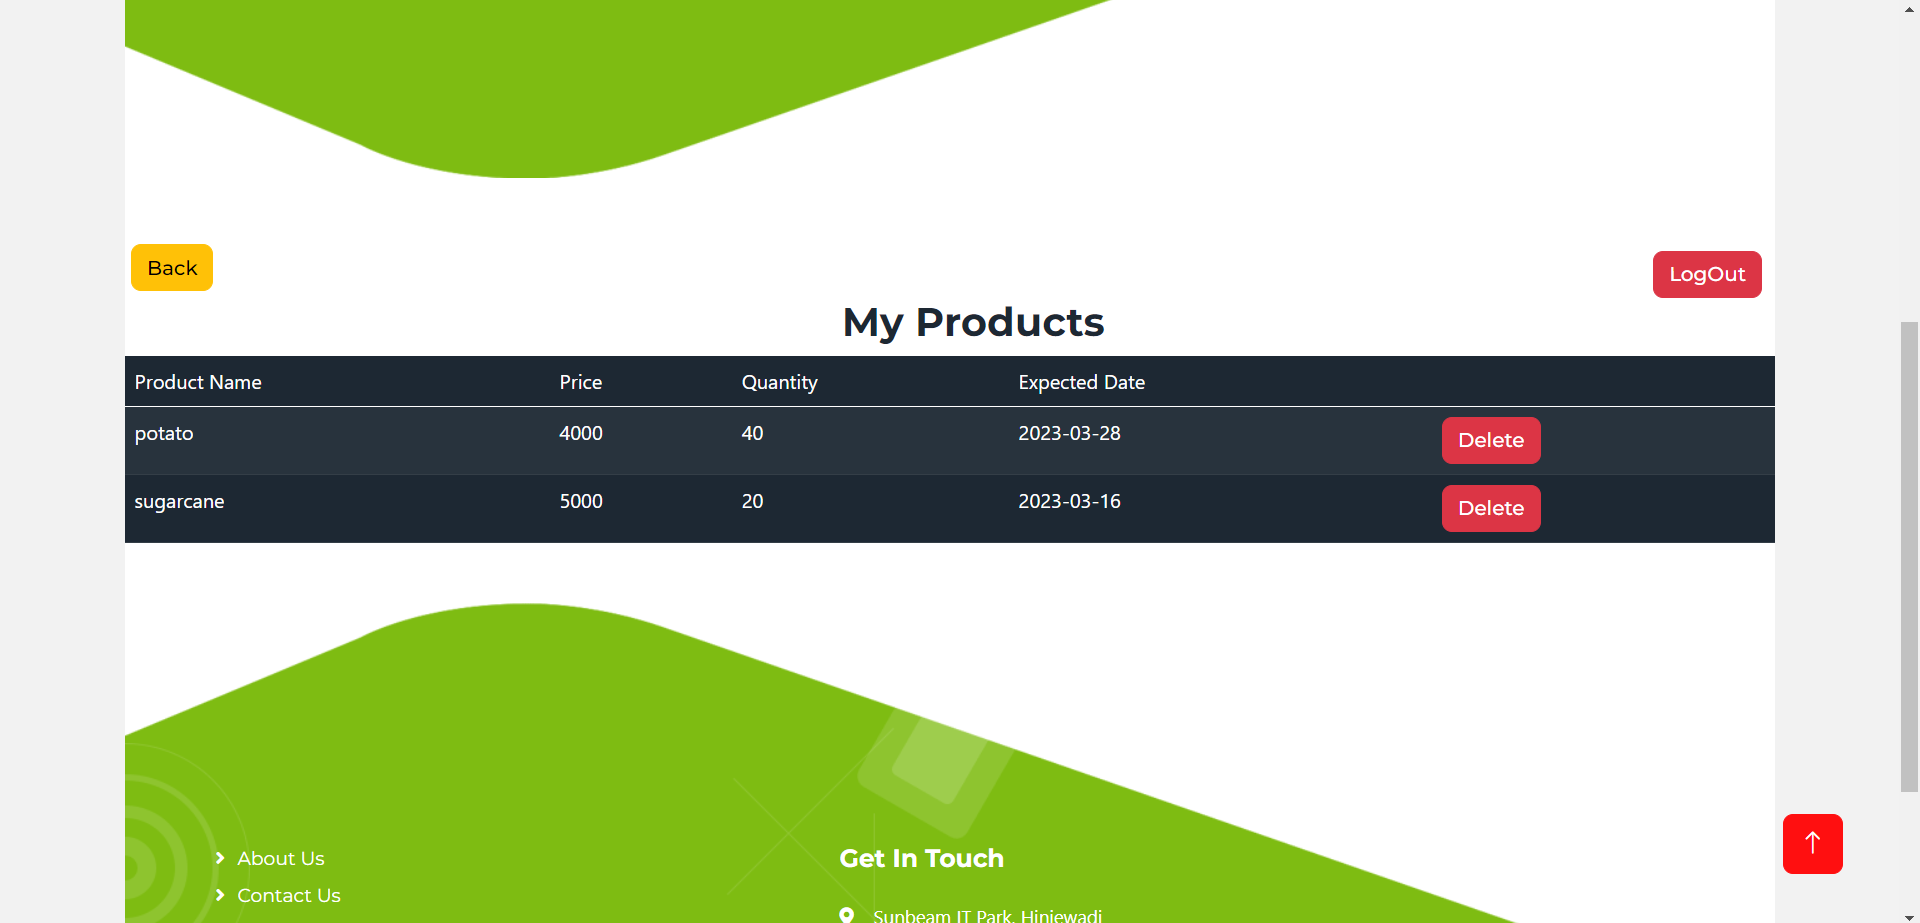 Back
LogOut
My Products
Product Name Price Quantity Expected Date
potato 4000 40 2023-03-28 Delete
sugarcane 5000 20 2023-03-16 Delete
About Us
Contact Us
Get In Touch
Sunbeam IT Park, Hinjewadi